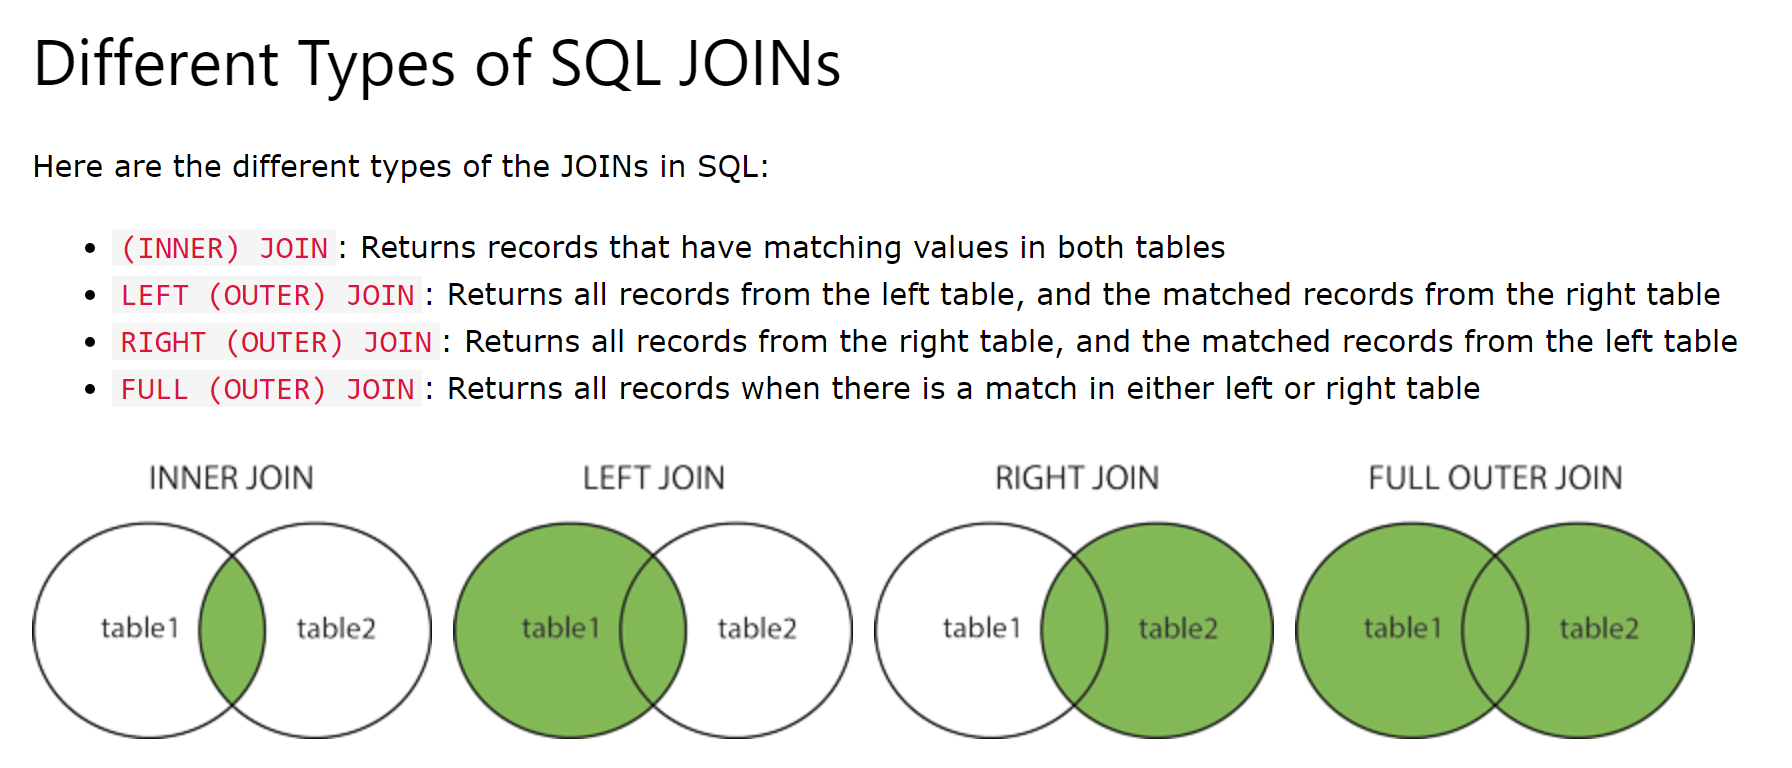 Different Types of SQL JOINs
Here are the different types of the JOINs in SQL:
(INNER) JOIN: Returns records that have matching values in both tables
LEFT (OUTER) JOIN: Returns all records from the left table, and the matched records from the right table
RIGHT (OUTER) JOIN: Returns all records from the right table, and the matched records from the left table
FULL (OUTER) JOIN: Returns all records when there is a match in either left or right table
INNER JOIN
table1
table2
LEFT JOIN
table1
table2
RIGHT JOIN
table1
table2
FULL OUTER JOIN
table1
table2